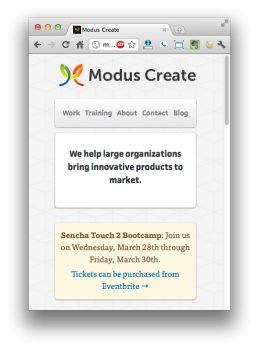 Modus Create
m...
Modus Create
Work Training About Contact Blog
We help large organizations
bring innovative products to
market.
Sencha Touch 2 Bootcamp: Join us
on Wednesday, March 28th through
Friday, March 30th.
Tickets can be purchased from
Eventbrite →